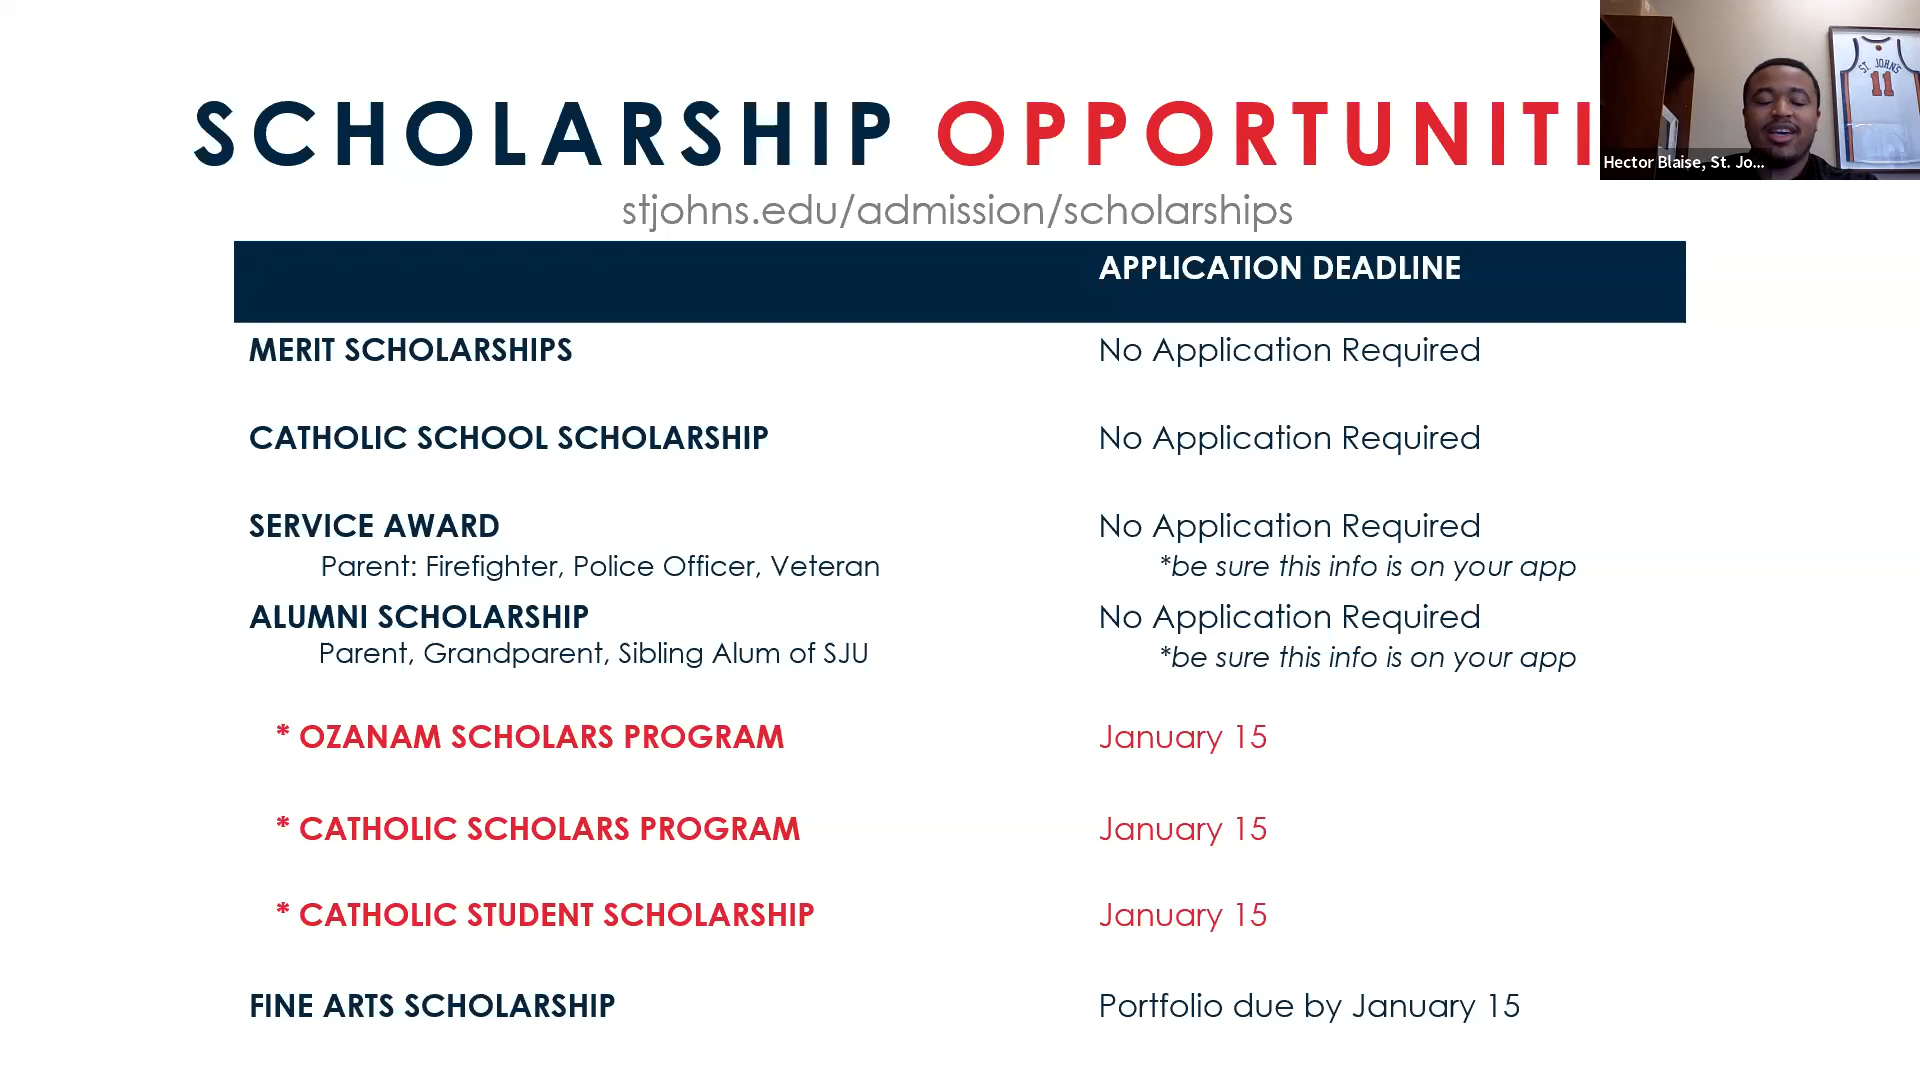 SCHOLARSHIP OPPORTUNITI
stjohns.edu/admission/scholarships
APPLICATION DEADLINE
MERIT SCHOLARSHIPS No Application Required
CATHOLIC SCHOOL SCHOLARSHIP No Application Required
SERVICE AWARD No Application Required
Parent: Firefighter, Police Officer, Veteran *be sure this info is on your app
ALUMNI SCHOLARSHIP No Application Required
Parent, Grandparent, Sibling Alum of SJU *be sure this info is on your app
* OZANAM SCHOLARS PROGRAM January 15
* CATHOLIC SCHOLARS PROGRAM January 15
* CATHOLIC STUDENT SCHOLARSHIP January 15
FINE ARTS SCHOLARSHIP Portfolio due by January 15
ST. JOHN'S
11
Hector Blaise, St. Jo...